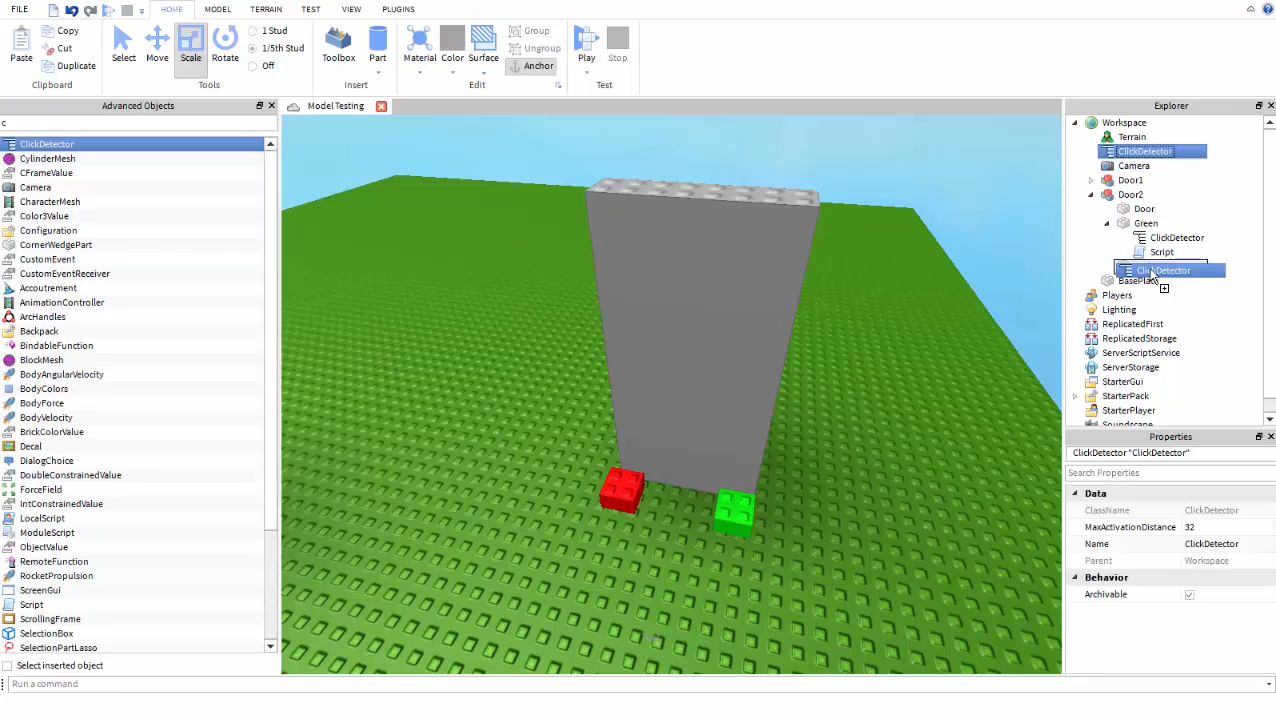 FILE HOME MODEL TERRAIN TEST VIEW PLUGINS
Paste Copy Cut Duplicate Clipboard
Select Move Scale Rotate 1 Stud 1/5th Stud Off Tools
Toolbox Part Insert
Material Color Surface Group Ungroup Anchor Edit
Play Stop Test
Advanced Objects
c
ClickDetector
CylinderMesh
CFrameValue
Camera
CharacterMesh
Color3Value
Configuration
CornerWedgePart
CustomEvent
CustomEventReceiver
Accoutrement
AnimationController
ArcHandles
Backpack
BindableFunction
BlockMesh
BodyAngularVelocity
BodyColors
BodyForce
BodyVelocity
BrickColorValue
Decal
DialogChoice
DoubleConstrainedValue
ForceField
IntConstrainedValue
LocalScript
ModuleScript
ObjectValue
RemoteFunction
RocketPropulsion
ScreenGui
Script
ScrollingFrame
SelectionBox
SelectionPartLasso
Select inserted object
Run a command
Model Testing
Explorer
Workspace
Terrain
ClickDetector
Camera
Door1
Door2
Door
Green
ClickDetector
Script
ClickDetector
Players
Lighting
ReplicatedFirst
ReplicatedStorage
ServerScriptService
ServerStorage
StarterGui
StarterPack
StarterPlayer
Soundscape
Properties
ClickDetector "ClickDetector"
Search Properties
Data
ClassName ClickDetector
MaxActivationDistance 32
Name ClickDetector
Parent Workspace
Behavior
Archivable